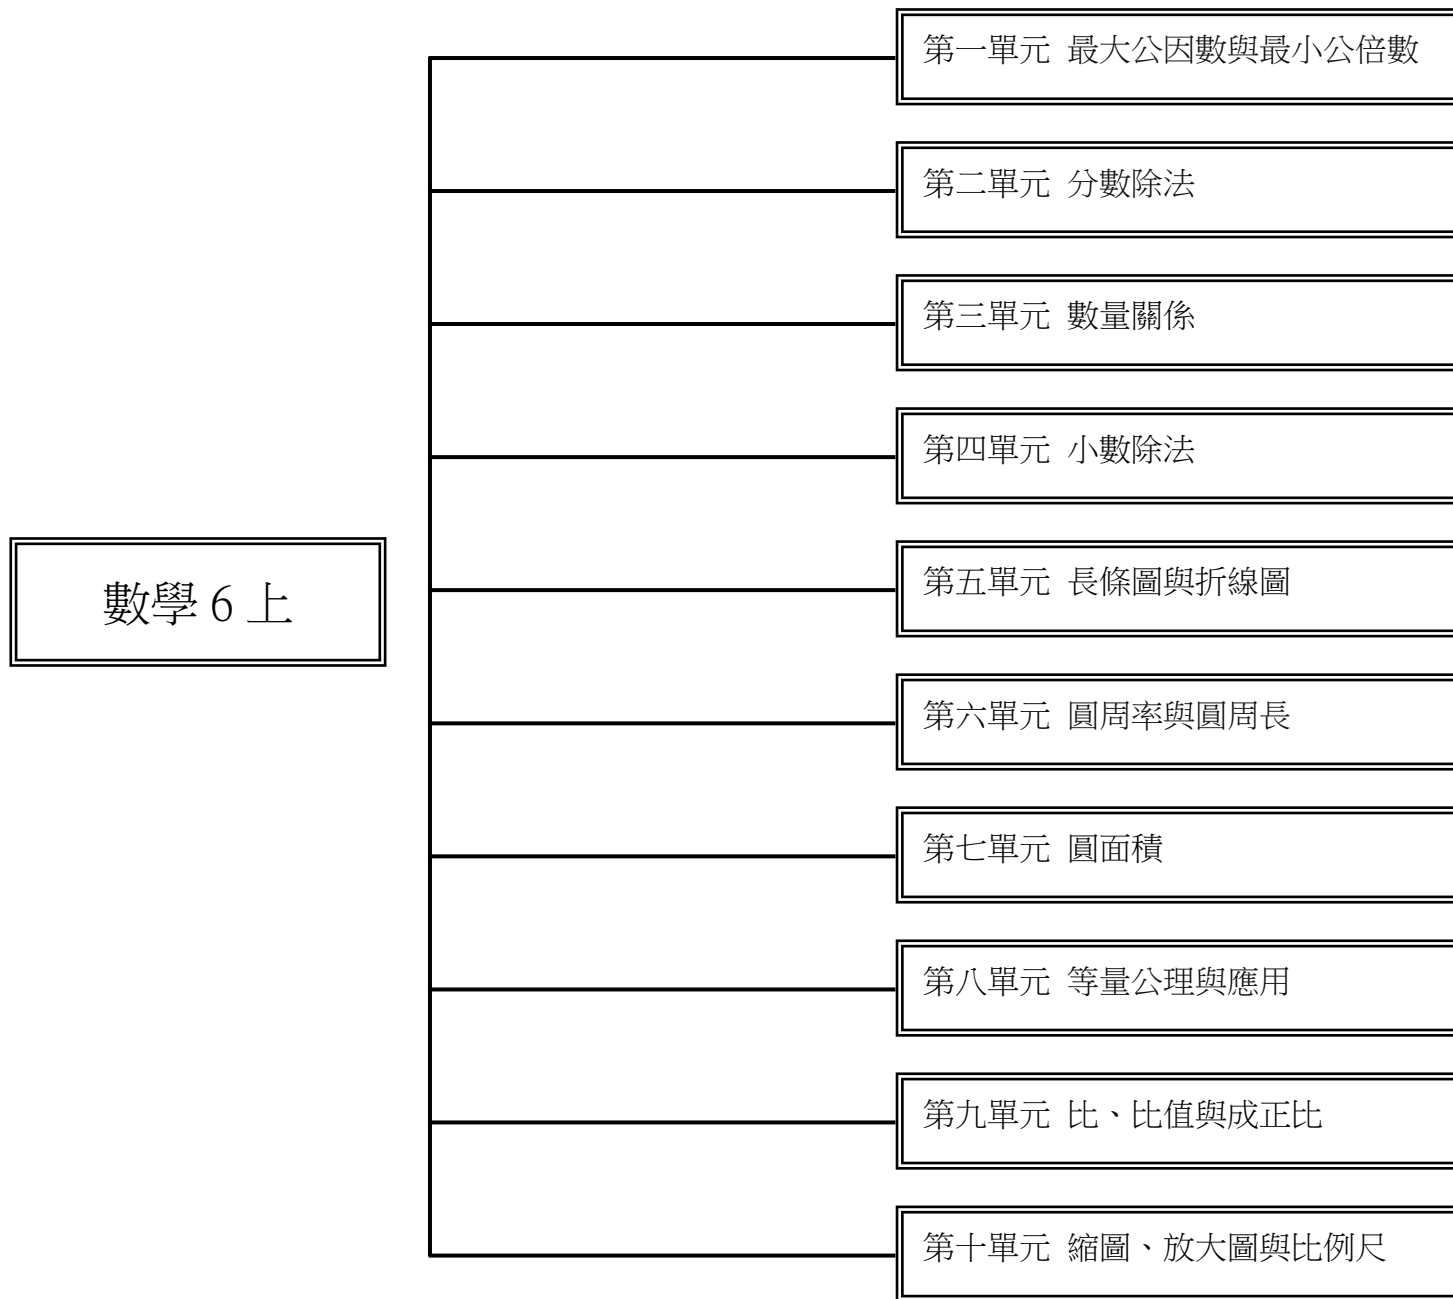 數學 6 上
第一單元 最大公因數與最小公倍數
第二單元 分數除法
第三單元 數量關係
第四單元 小數除法
第五單元 長條圖與折線圖
第六單元 圓周率與圓周長
第七單元 圓面積
第八單元 等量公理與應用
第九單元 比、比值與成正比
第十單元 縮圖、放大圖與比例尺